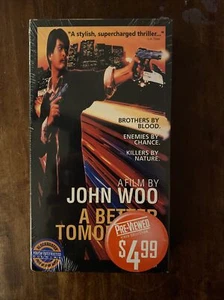 "A stylish, supercharged thriller..."
BROTHERS BY
BLOOD.
ENEMIES BY
CHANCE.
KILLERS BY
NATURE.
A FILM BY
JOHN WOO
A BETTER
TOMORROW
PRE-VIEWED
$4.99